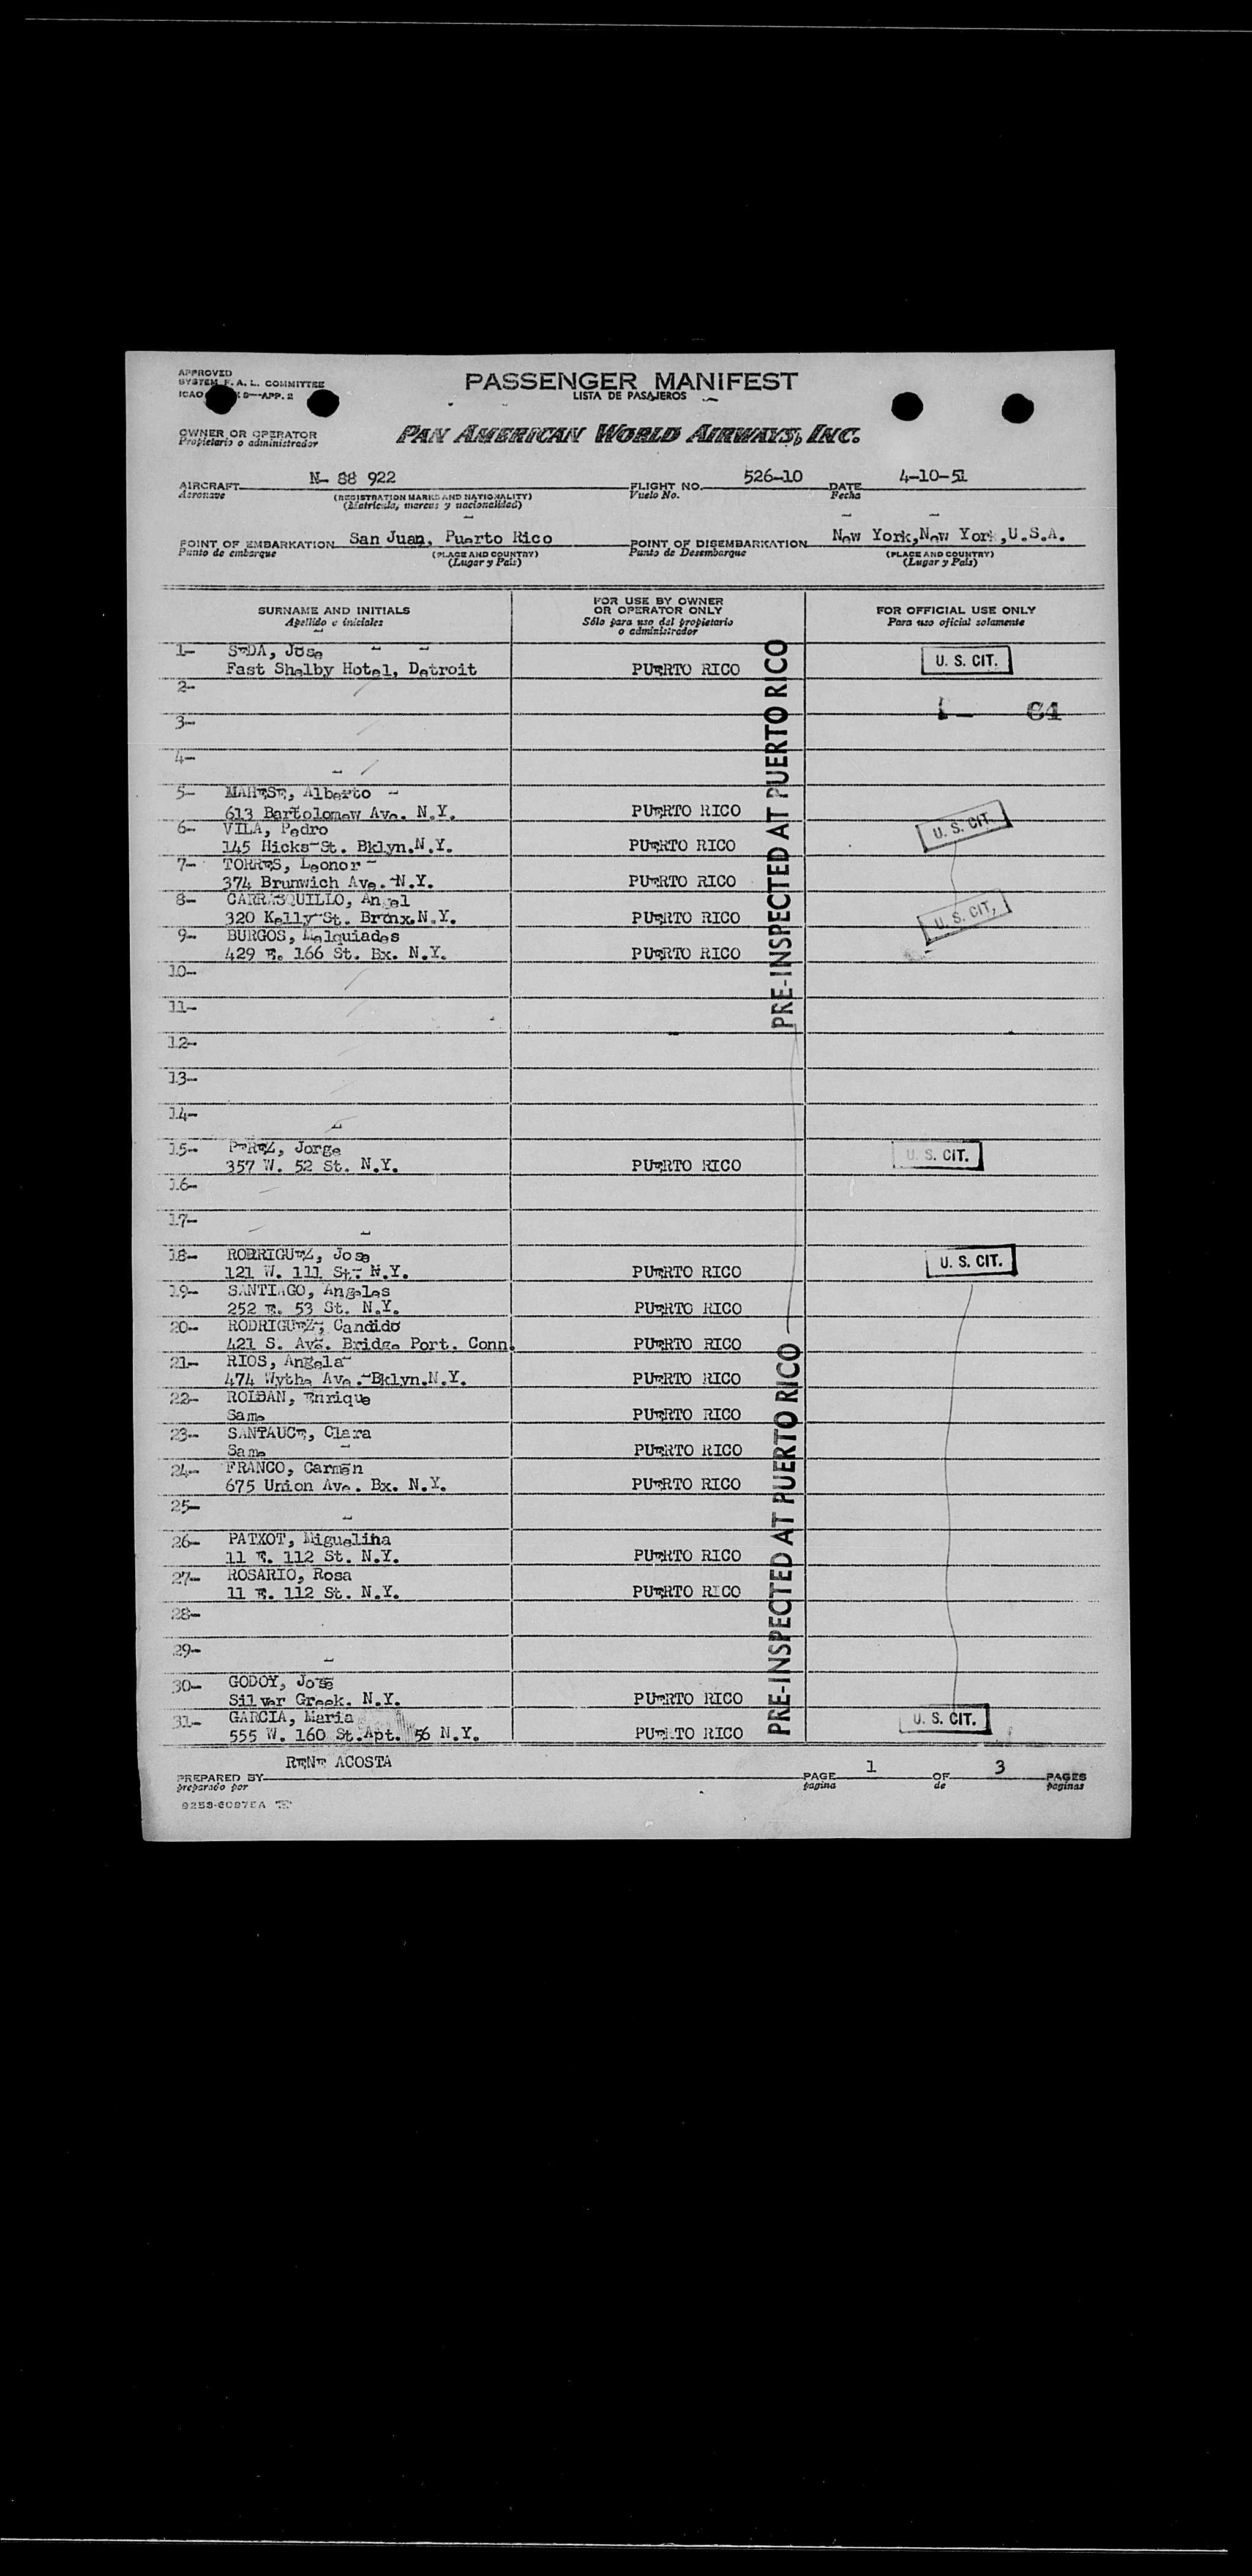 APPROVED
SYSTEM F. A. L. COMMITTEE
ICAO 9—APP. 2
PASSENGER MANIFEST
LISTA DE PASAJEROS
OWNER OR OPERATOR
Propietario o administrador
PAN AMERICAN WORLD AIRWAYS, INC.
AIRCRAFT N- 88 922 FLIGHT NO. 526-10 DATE 4-10-51
Aeronave (REGISTRATION MARKS AND NATIONALITY) Vuelo No. Fecha
(Matrícula, marcas y nacionalidad)
POINT OF EMBARKATION San Juan, Puerto Rico POINT OF DISEMBARKATION New York,New York,U.S.A.
Punto de embarque (PLACE AND COUNTRY) Punto de Desembarque (PLACE AND COUNTRY)
(Lugar y País) (Lugar y País)
SURNAME AND INITIALS
Apellido e iniciales
FOR USE BY OWNER
OR OPERATOR ONLY
Sólo para uso del propietario
o administrador
FOR OFFICIAL USE ONLY
Para uso oficial solamente
1- SEDA, Jose
Fast Shelby Hotel, Detroit PUERTO RICO U. S. CIT.
2-
64
3-
4-
5- Alberto
613 Bartolomew Ave. N.Y. PUERTO RICO
6- VILA, Pedro U. S. CIT.
145 Hicks St. Bklyn.N.Y. PUERTO RICO
7- TORRES, Leonor
374 Brunwich Ave. N.Y. PUERTO RICO
8- CARRASQUILLO, Angel
320 Kelly St. Bronx.N.Y. PUERTO RICO U. S. CIT.
9- BURGOS, Melquiades
429 E. 166 St. Bx. N.Y. PUERTO RICO
10-
11-
12-
13-
14-
15- PEREZ, Jorge
357 W. 52 St. N.Y. PUERTO RICO U. S. CIT.
16-
17-
18- RODRIGUEZ, Jose
121 W. 111 St. N.Y. PUERTO RICO U. S. CIT.
19- SANTIAGO, Angeles
252 E. 53 St. N.Y. PUERTO RICO
20- RODRIGUEZ, Candido
421 S. Ave. Bridge Port. Conn. PUERTO RICO
21- RIOS, Angela
474 Wythe Ave. Bklyn.N.Y. PUERTO RICO
22- ROLDAN, Enrique
Same PUERTO RICO
23- SANTAUCE, Clara
Same PUERTO RICO
24- FRANCO, Carmen
675 Union Ave. Bx. N.Y. PUERTO RICO
25-
26- PATXOT, Miguelina
11 E. 112 St. N.Y. PUERTO RICO
27- ROSARIO, Rosa
11 E. 112 St. N.Y. PUERTO RICO
28-
29-
30- GODOY, Jose
Silver Greek. N.Y. PUERTO RICO
31- GARCIA, Maria U. S. CIT.
555 W. 160 St.Apt. 56 N.Y. PUERTO RICO
PRE-INSPECTED AT PUERTO RICO
PRE-INSPECTED AT PUERTO RICO
PREPARED BY RENE ACOSTA PAGE 1 OF 3 PAGES
preparado por pagina de paginas